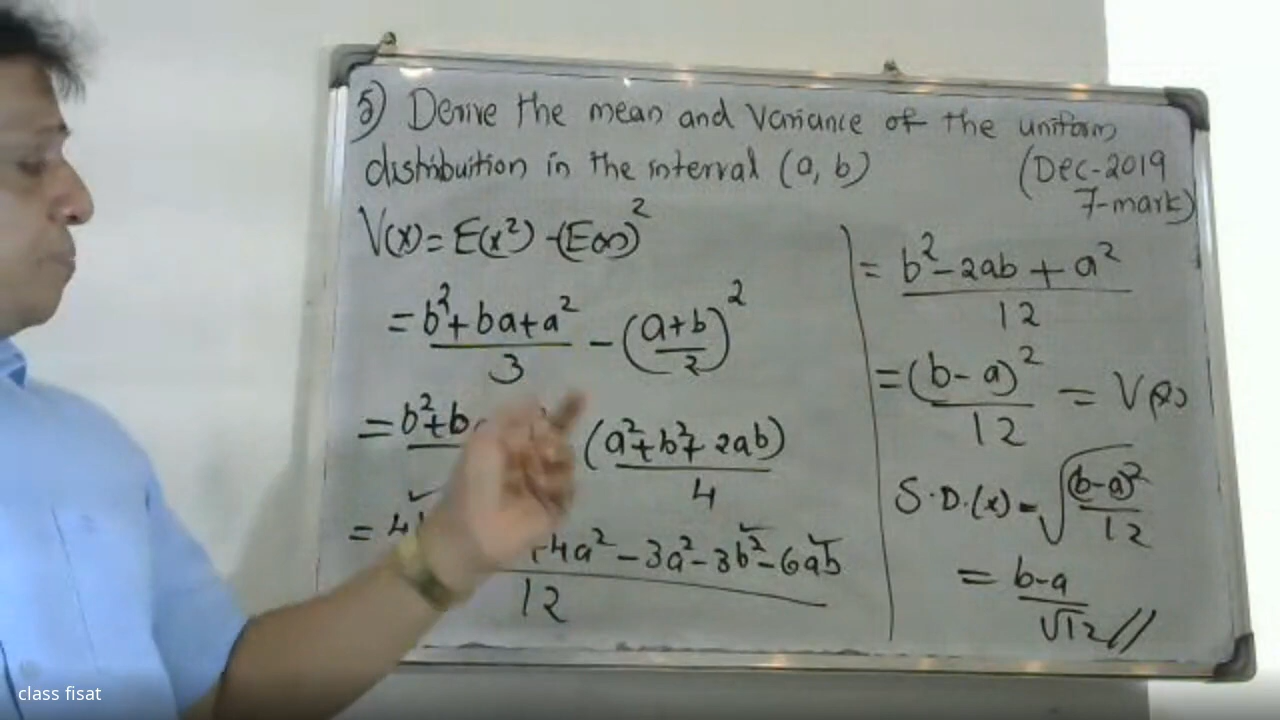 5) Derive the mean and Variance of the uniform
distribuition in the interval (a, b) (Dec-2019
7-mark)
V(x) = E(x²) - (E(x))²
= b²+ba+a² / 3 - (a+b / 2)²
= b²+b (a²+b²+2ab) / 4
= +4a²-3a²-3b²-6ab / 12
= b²-2ab+a² / 12
= (b-a)² / 12 = V(x)
S.D.(x) = √(b-a)² / 12
= b-a / √12 //
class fisat